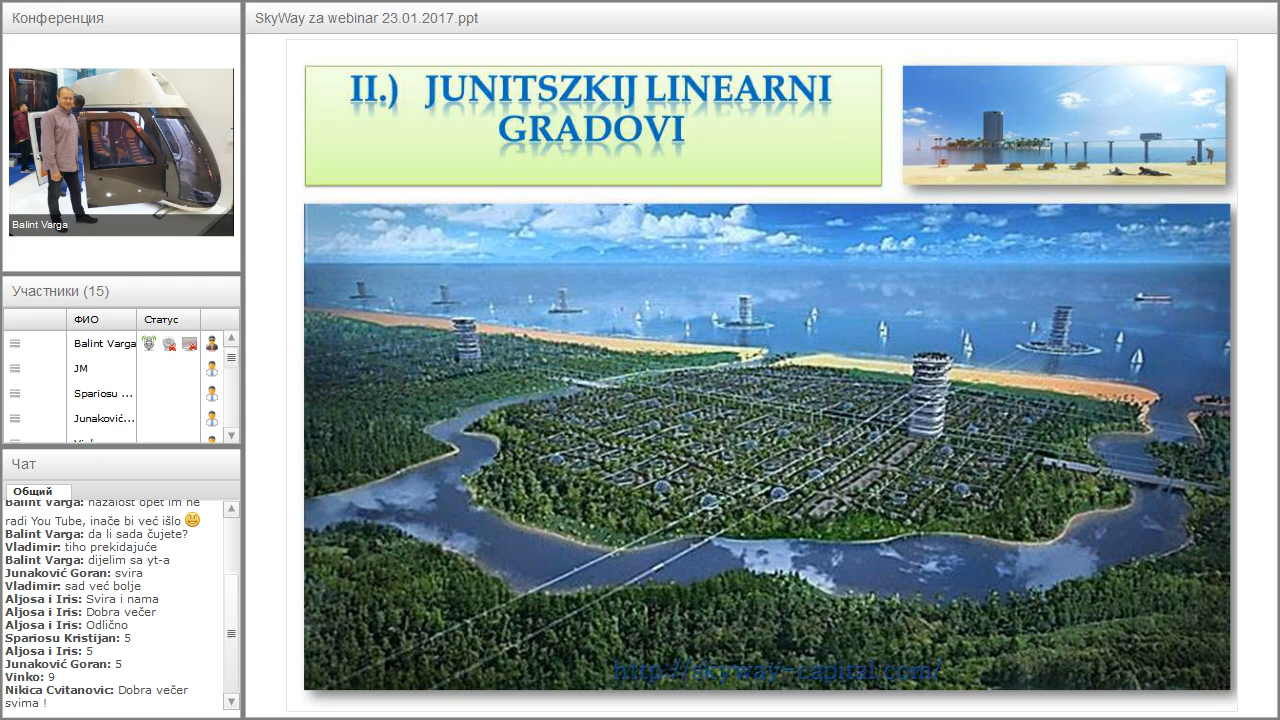 Конференция
Balint Varga
Участники (15)
ФИО
Статус
Balint Varga
JM
Spariosu ...
Junaković...
Чат
Общий
Balint Varga: nažalost opet im ne
radi You Tube, inače bi već išlo
Balint Varga: da li sada čujete?
Vladimir: tiho prekidajuće
Balint Varga: dijelim sa yt-a
Junaković Goran: svira
Vladimir: sad već bolje
Aljosa i Iris: Svira i nama
Aljosa i Iris: Dobra večer
Aljosa i Iris: Odlično
Spariosu Kristijan: 5
Aljosa i Iris: 5
Junaković Goran: 5
Vinko: 9
Nikica Cvitanovic: Dobra večer
svima !
SkyWay za webinar 23.01.2017.ppt
II.) JUNITSZKIJ LINEARNI
GRADOVI
http://skyway-capital.com/